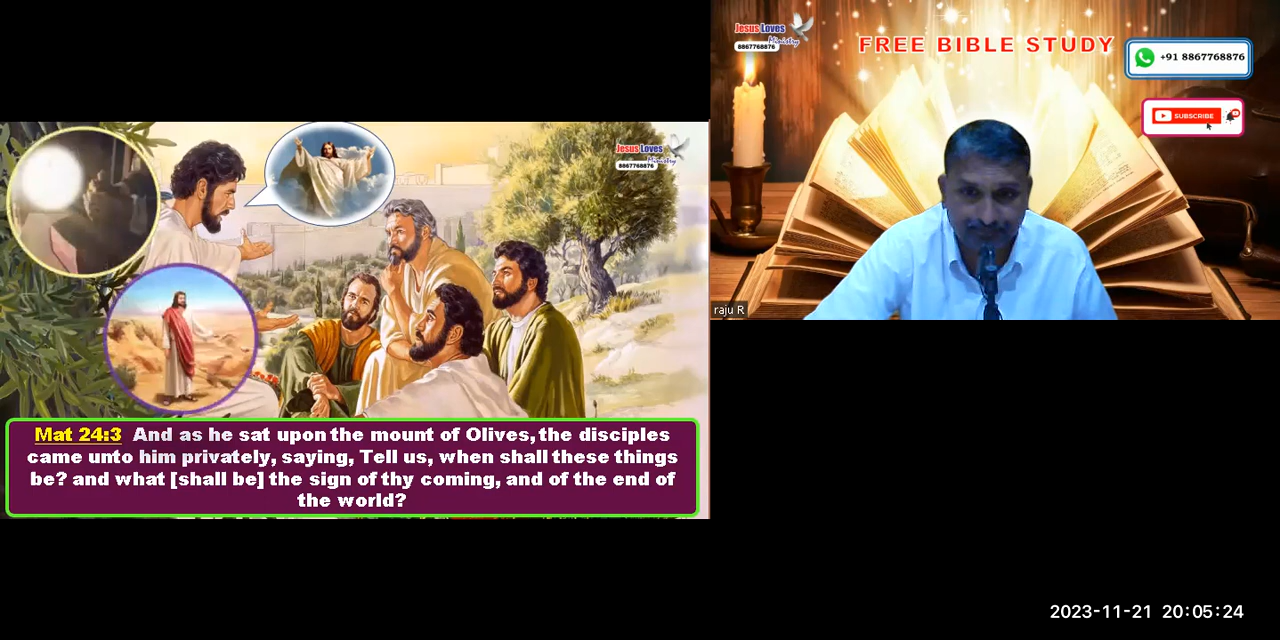 Jesus Loves
Ministry
8867768876
Mat 24:3 And as he sat upon the mount of Olives, the disciples
came unto him privately, saying, Tell us, when shall these things
be? and what [shall be] the sign of thy coming, and of the end of
the world?
Jesus Loves
Ministry
8867768876
FREE BIBLE STUDY
+91 8867768876
SUBSCRIBE
raju R
2023-11-21 20:05:24